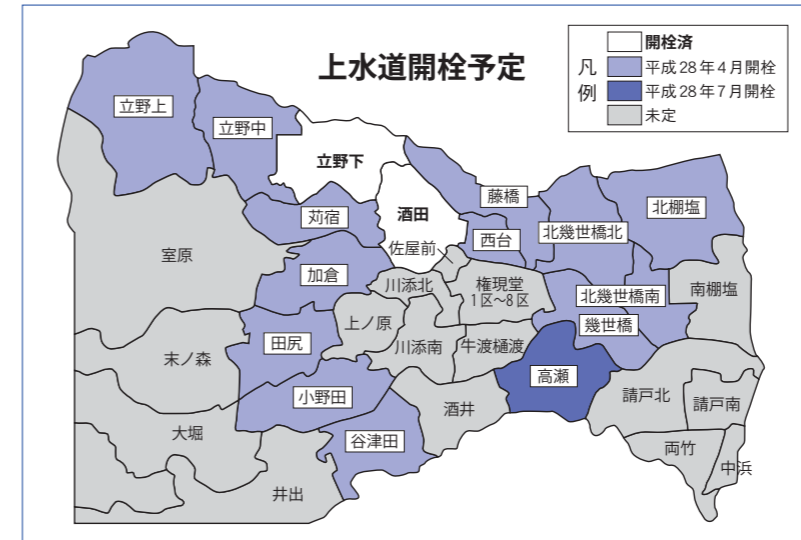 上水道開栓予定
凡例
開栓済
平成28年4月開栓
平成28年7月開栓
未定
立野上
立野中
立野下
藤橋
北棚塩
苅宿
酒田
西台
北幾世橋北
佐屋前
室原
加倉
川添北
権現堂
1区〜8区
北幾世橋南
南棚塩
上ノ原
幾世橋
田尻
川添南
牛渡樋渡
末ノ森
高瀬
小野田
酒井
請戸北
請戸南
大堀
谷津田
両竹
中浜
井出